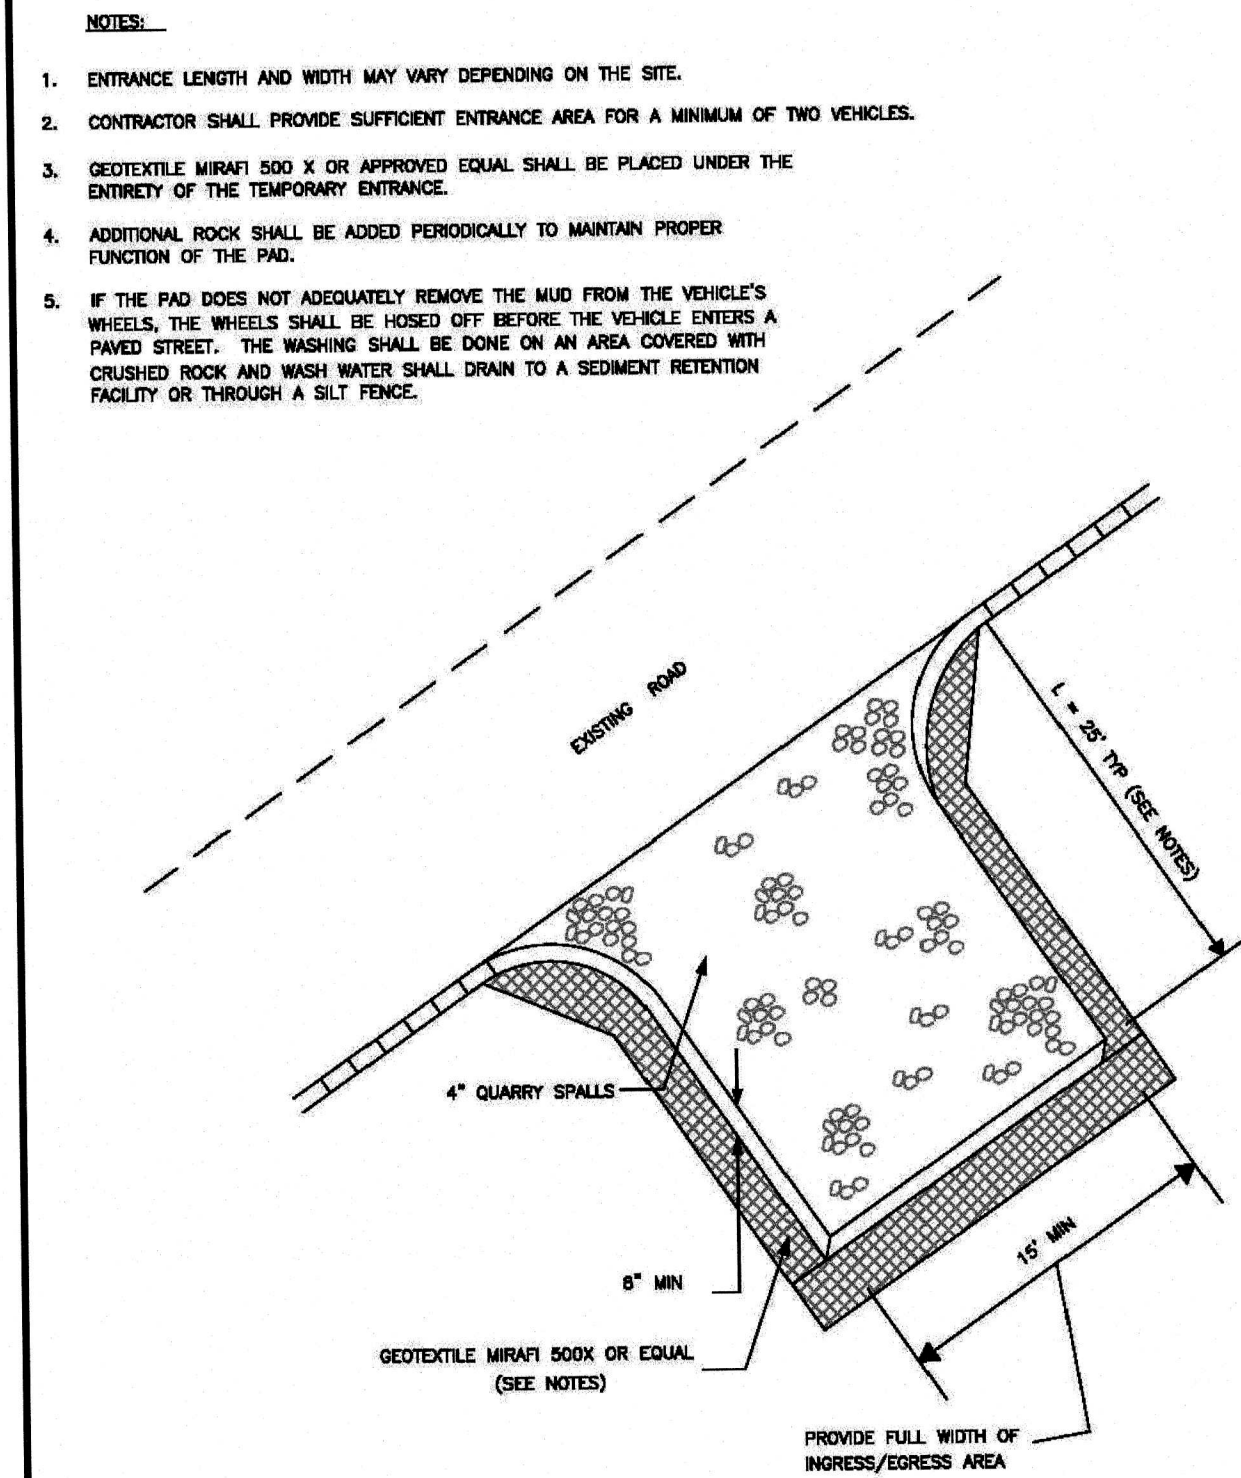 NOTES:
1. ENTRANCE LENGTH AND WIDTH MAY VARY DEPENDING ON THE SITE.
2. CONTRACTOR SHALL PROVIDE SUFFICIENT ENTRANCE AREA FOR A MINIMUM OF TWO VEHICLES.
3. GEOTEXTILE MIRAFI 500 X OR APPROVED EQUAL SHALL BE PLACED UNDER THE
ENTIRETY OF THE TEMPORARY ENTRANCE.
4. ADDITIONAL ROCK SHALL BE ADDED PERIODICALLY TO MAINTAIN PROPER
FUNCTION OF THE PAD.
5. IF THE PAD DOES NOT ADEQUATELY REMOVE THE MUD FROM THE VEHICLE'S
WHEELS, THE WHEELS SHALL BE HOSED OFF BEFORE THE VEHICLE ENTERS A
PAVED STREET. THE WASHING SHALL BE DONE ON AN AREA COVERED WITH
CRUSHED ROCK AND WASH WATER SHALL DRAIN TO A SEDIMENT RETENTION
FACILITY OR THROUGH A SILT FENCE.
EXISTING ROAD
L = 25' TYP (SEE NOTES)
4" QUARRY SPALLS
8" MIN
15' MIN
GEOTEXTILE MIRAFI 500X OR EQUAL
(SEE NOTES)
PROVIDE FULL WIDTH OF
INGRESS/EGRESS AREA